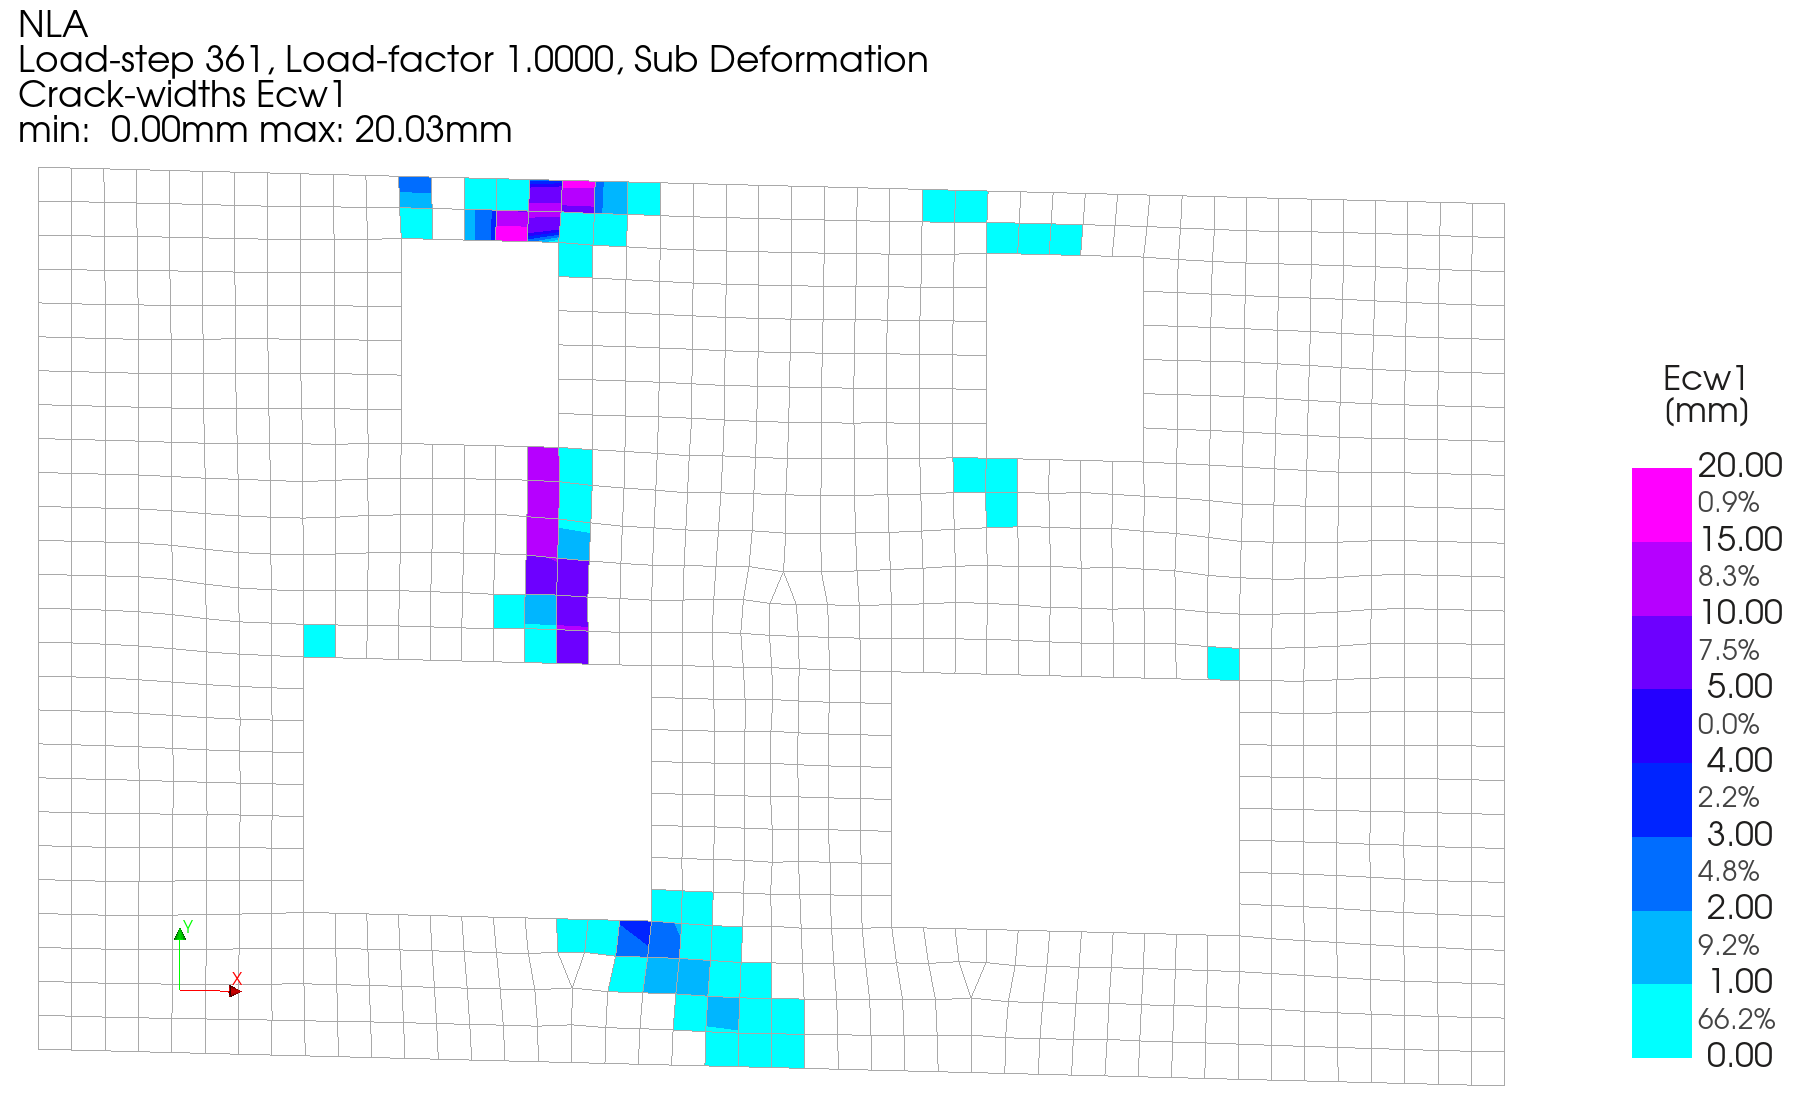 NLA
Load-step 361, Load-factor 1.0000, Sub Deformation
Crack-widths Ecw1
min:  0.00mm max: 20.03mm
Ecw1
(mm)
20.00
0.9%
15.00
8.3%
10.00
7.5%
5.00
0.0%
4.00
2.2%
3.00
4.8%
2.00
9.2%
1.00
66.2%
0.00
Y
X